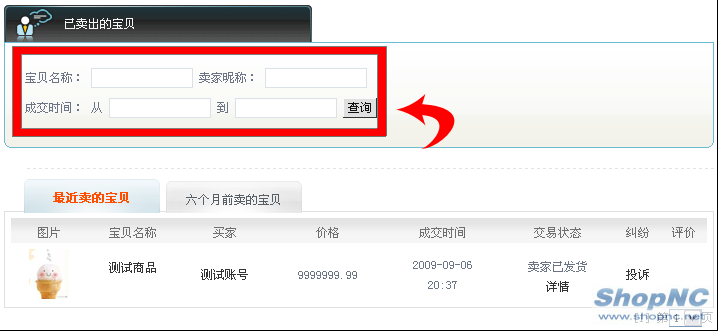 已卖出的宝贝
宝贝名称： 卖家昵称：
成交时间： 从 到 查询
最近卖的宝贝 六个月前卖的宝贝
图片 宝贝名称 买家 价格 成交时间 交易状态 纠纷 评价
测试商品 测试账号 9999999.99 2009-09-06 20:37 卖家已发货 投诉
详情
ShopNC
www.shopnc.net